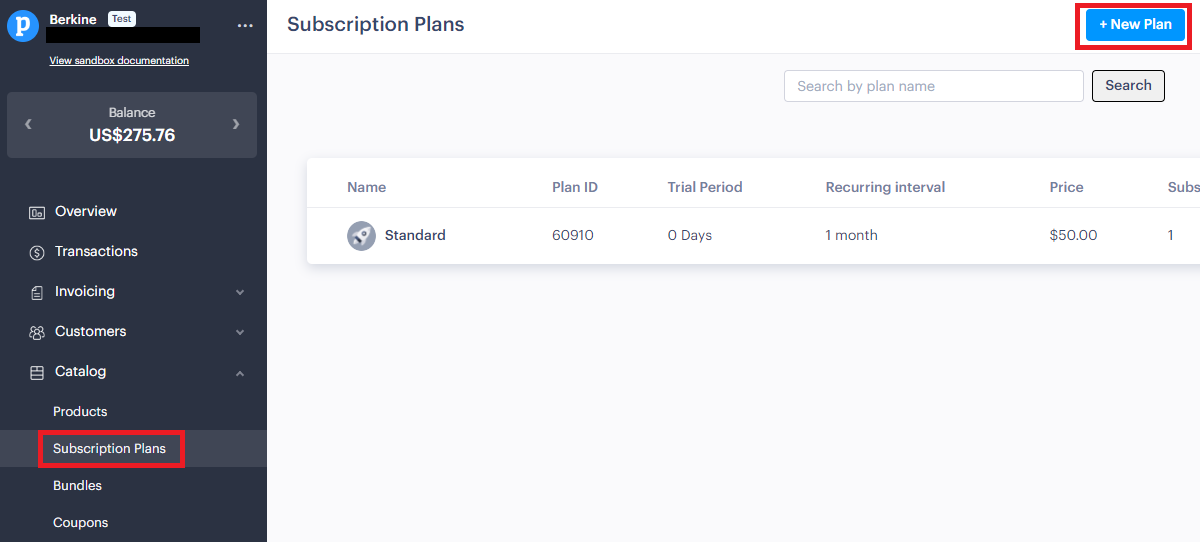 Berkine Test
View sandbox documentation
Balance
US$275.76
Overview
Transactions
Invoicing
Customers
Catalog
Products
Subscription Plans
Bundles
Coupons
Subscription Plans
+ New Plan
Search by plan name
Search
Name Plan ID Trial Period Recurring interval Price Subs
Standard 60910 0 Days 1 month $50.00 1